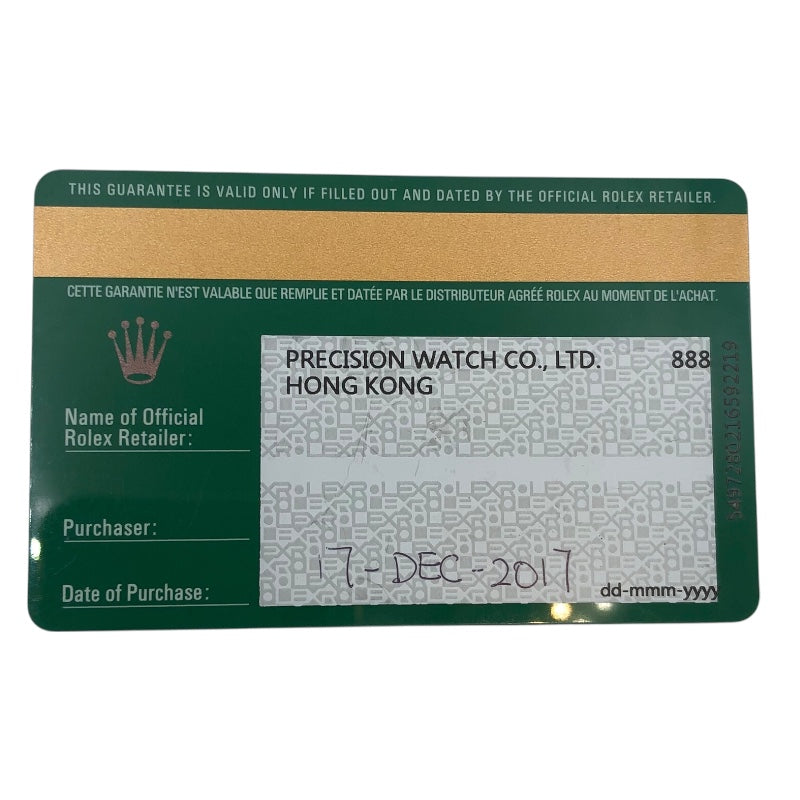 THIS GUARANTEE IS VALID ONLY IF FILLED OUT AND DATED BY THE OFFICIAL ROLEX RETAILER.
CETTE GARANTIE N'EST VALABLE QUE REMPLIE ET DATÉE PAR LE DISTRIBUTEUR AGRÉÉ ROLEX AU MOMENT DE L'ACHAT.
PRECISION WATCH CO., LTD. 888
HONG KONG
Name of Official
Rolex Retailer:
Purchaser:
17-DEC-2017
Date of Purchase:
dd-mmm-yyyy